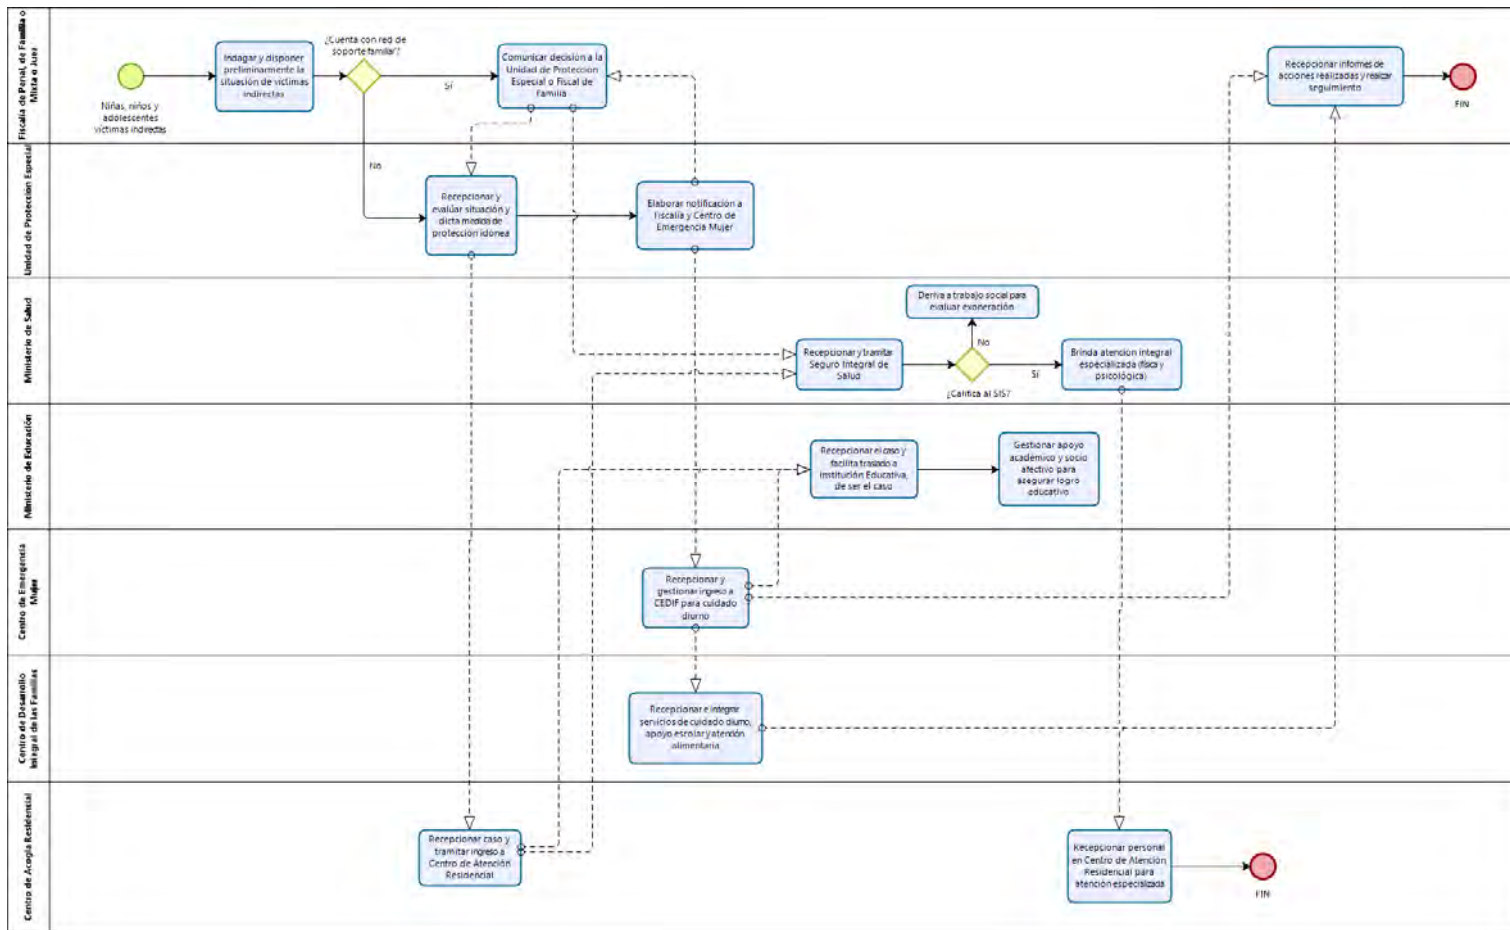 Fiscalía de Penal, de Familia o
Mixta o Juez
Niñas, niños y
adolescentes
víctimas indirectas
Indagar y disponer
preliminarmente la
situación de víctimas
indirectas
¿Cuenta con red de
soporte familiar?
Sí
No
Comunicar decisión a la
Unidad de Protección
Especial o Fiscal de
Familia
Recepcionar informes de
acciones realizadas y realizar
seguimiento
FIN
Unidad de Protección Especial
Recepcionar y
evaluar situación y
dicta medida de
protección idónea
Elaborar notificación a
Fiscalía y Centro de
Emergencia Mujer
Ministerio de Salud
Recepcionar y tramitar
Seguro Integral de
Salud
Deriva a trabajo social para
evaluar exoneración
No
¿Califica al SIS?
Sí
Brinda atención integral
especializada (física y
psicológica)
Ministerio de Educación
Recepcionar el caso y
facilita traslado a
Institución Educativa,
de ser el caso
Gestionar apoyo
académico y socio
afectivo para
asegurar logro
educativo
Centro de Emergencia
Mujer
Recepcionar y
gestionar ingreso a
CEDIF para cuidado
diurno
Centro de Desarrollo
Integral de las Familias
Recepcionar e integrar
servicios de cuidado diurno,
apoyo escolar y atención
alimentaria
Centro de Acogia Residencial
Recepcionar caso y
tramitar ingreso a
Centro de Atención
Residencial
Recepcionar personal
en Centro de Atención
Residencial para
atención especializada
FIN